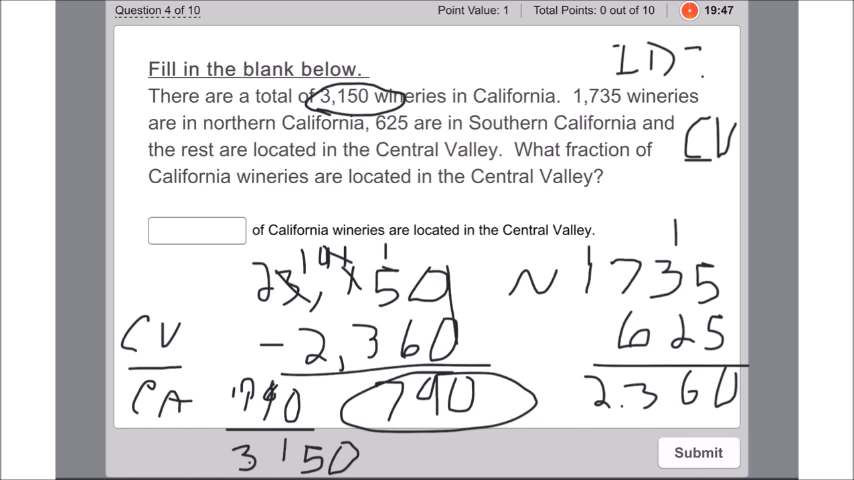 Question 4 of 10
Point Value: 1 | Total Points: 0 out of 10 | 19:47
Fill in the blank below.
ID
There are a total of 3,150 wineries in California. 1,735 wineries
are in northern California, 625 are in Southern California and
CV
the rest are located in the Central Valley. What fraction of
California wineries are located in the Central Valley?
of California wineries are located in the Central Valley.
1
N 1735
CV
- 2,360
625
CA
790
790
2.360
3150
Submit